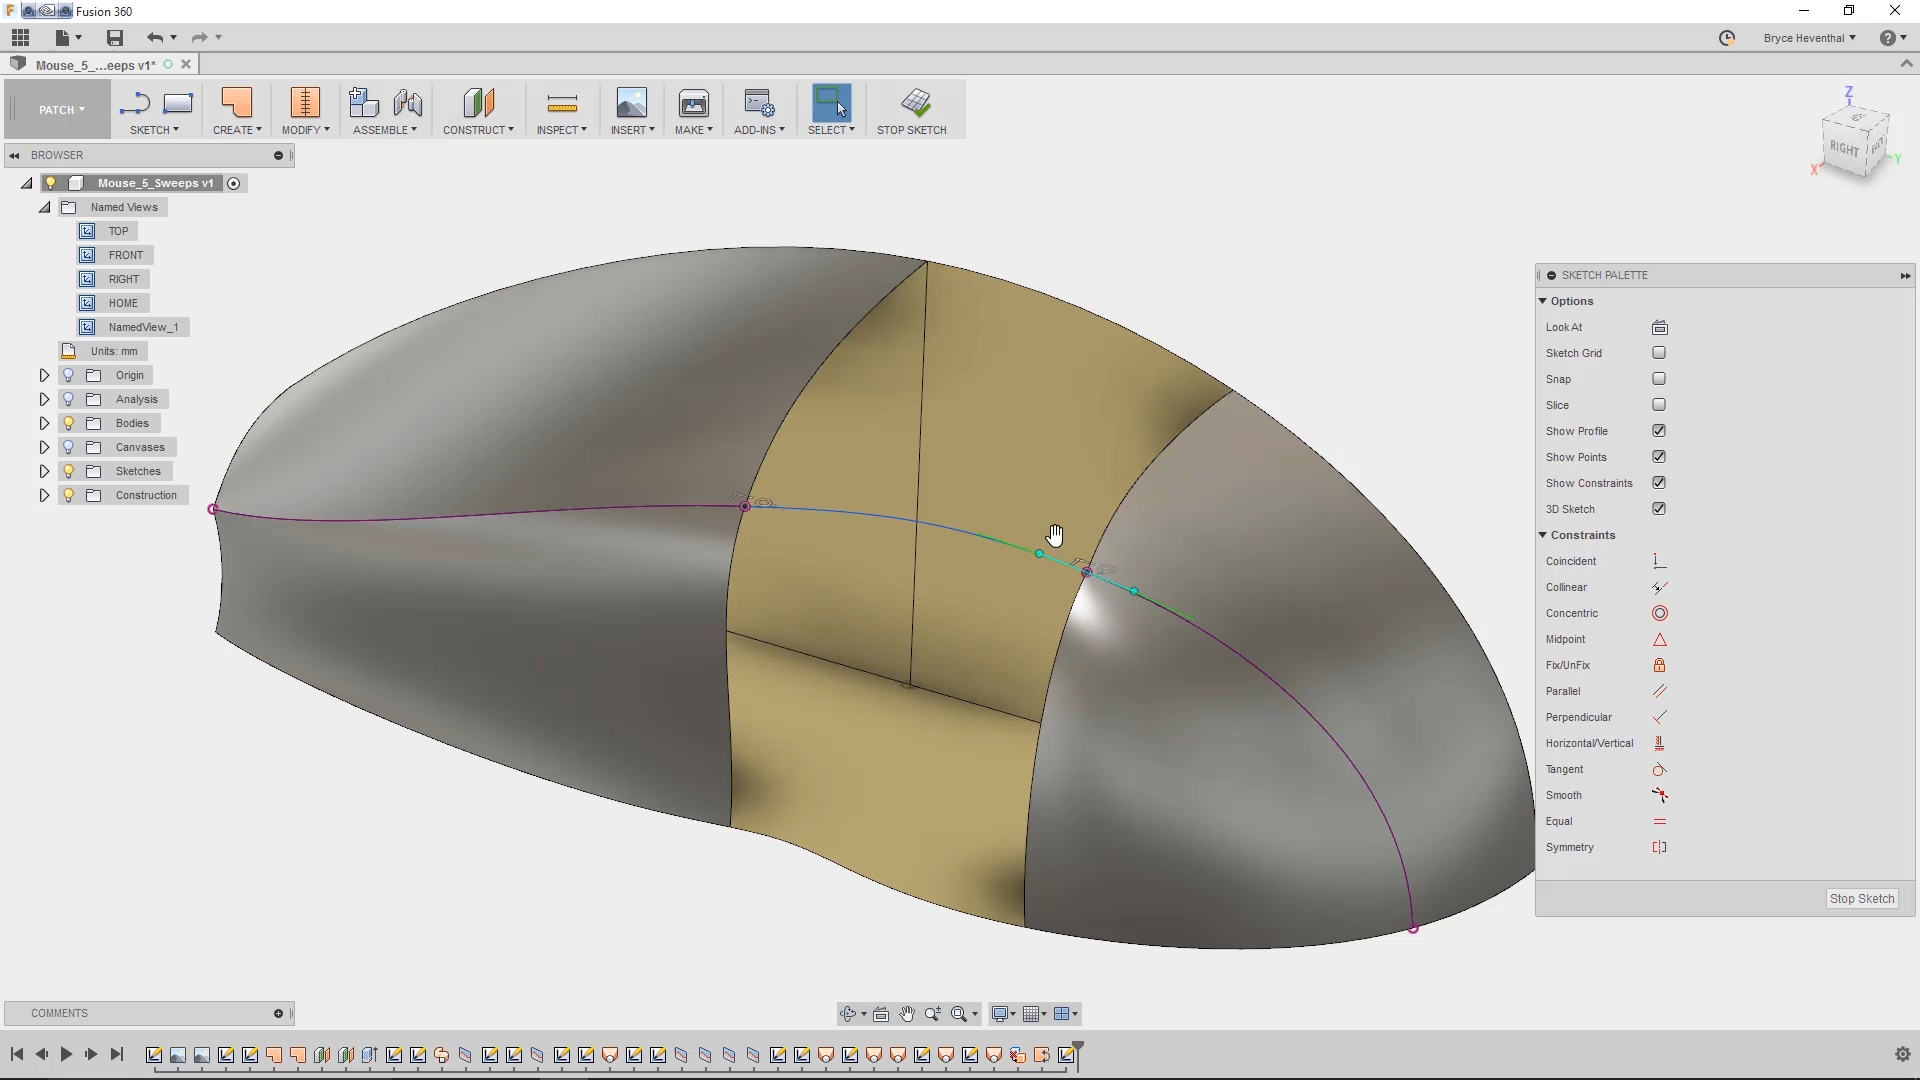 Fusion 360
Bryce Heventhal
Mouse_5_...eeps v1*
PATCH
SKETCH
CREATE
MODIFY
ASSEMBLE
CONSTRUCT
INSPECT
INSERT
MAKE
ADD-INS
SELECT
STOP SKETCH
Z
RIGHT
X
Y
BROWSER
Mouse_5_Sweeps v1
Named Views
TOP
FRONT
RIGHT
HOME
NamedView_1
Units: mm
Origin
Analysis
Bodies
Canvases
Sketches
Construction
SKETCH PALETTE
Options
Look At
Sketch Grid
Snap
Slice
Show Profile
Show Points
Show Constraints
3D Sketch
Constraints
Coincident
Collinear
Concentric
Midpoint
Fix/UnFix
Parallel
Perpendicular
Horizontal/Vertical
Tangent
Smooth
Equal
Symmetry
Stop Sketch
COMMENTS